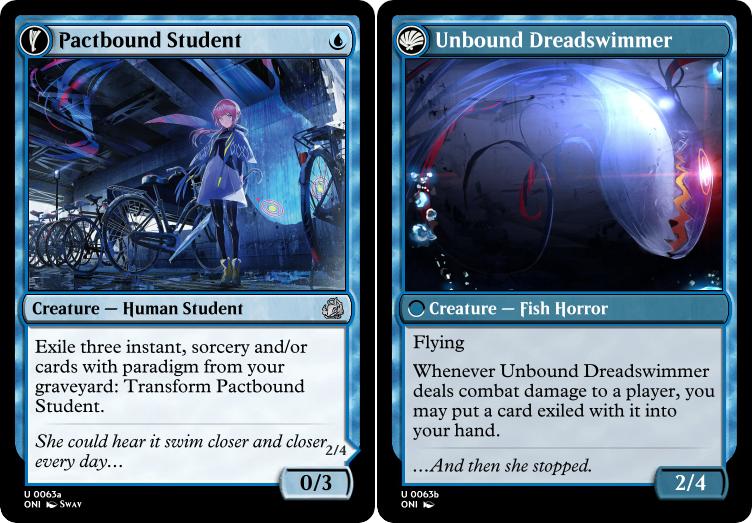 Pactbound Student
Creature — Human Student
Exile three instant, sorcery and/or
cards with paradigm from your
graveyard: Transform Pactbound
Student.
She could hear it swim closer and closer
every day…
2/4
0/3
U 0063a
ONI SWAV
Unbound Dreadswimmer
Creature — Fish Horror
Flying
Whenever Unbound Dreadswimmer
deals combat damage to a player, you
may put a card exiled with it into
your hand.
…And then she stopped.
2/4
U 0063b
ONI